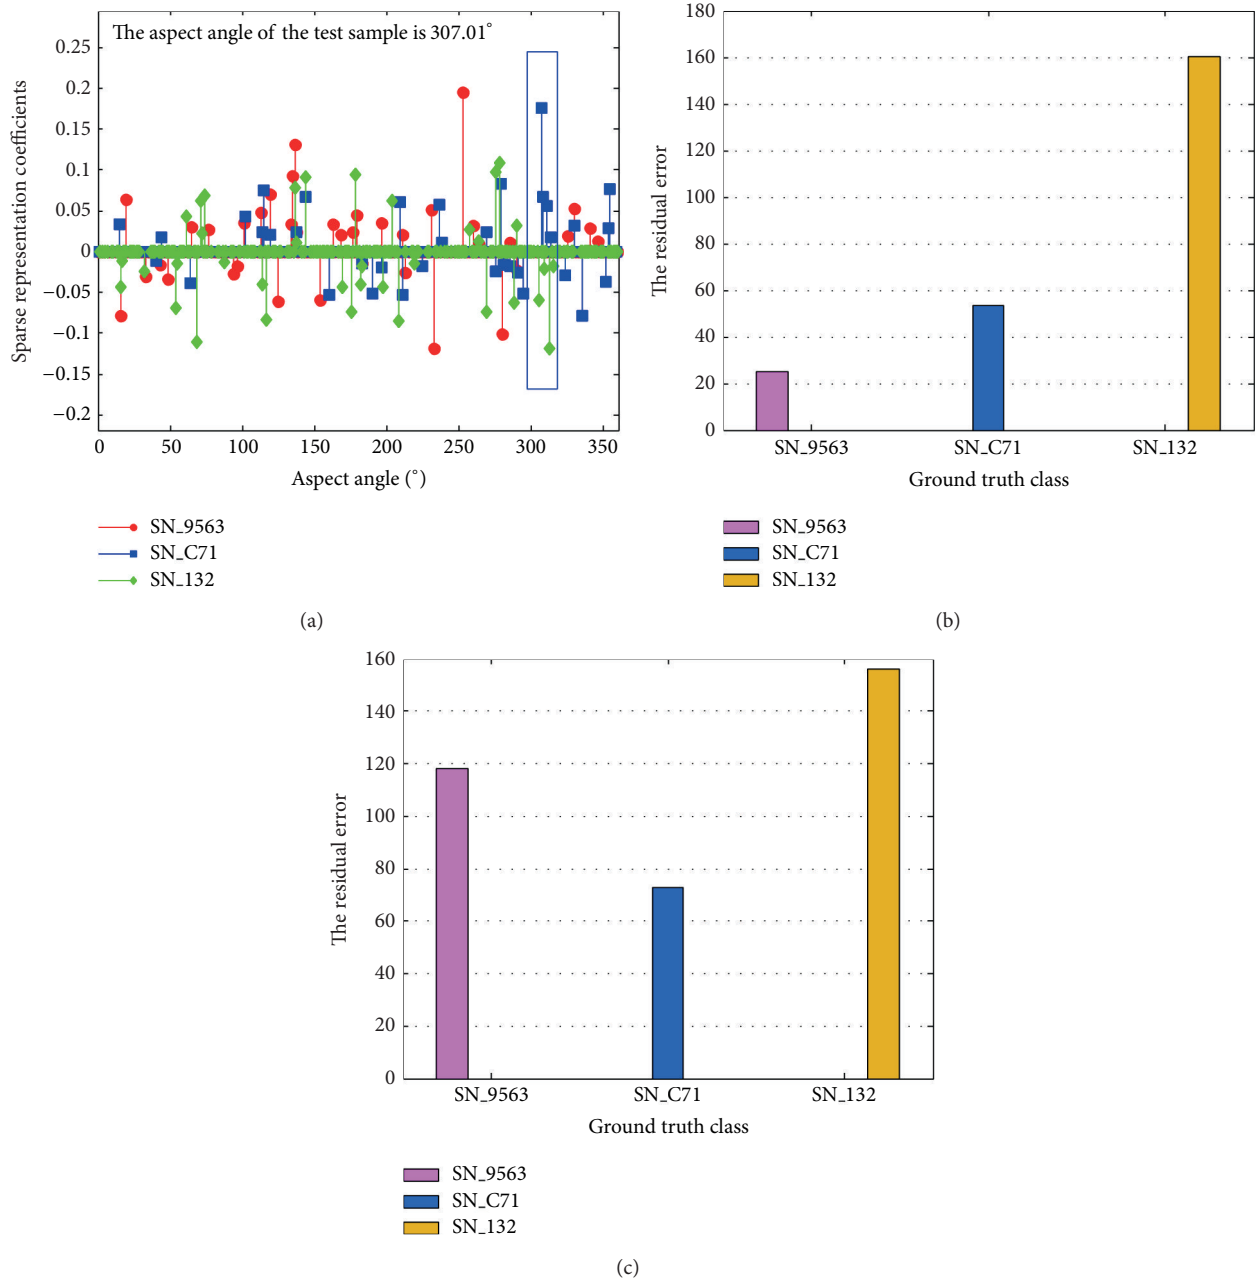 The aspect angle of the test sample is 307.01°
0.25
0.2
0.15
0.1
0.05
0
−0.05
−0.1
−0.15
−0.2
Sparse representation coefficients
0 50 100 150 200 250 300 350
Aspect angle (°)
SN_9563
SN_C71
SN_132
(a)
180
160
140
120
100
80
60
40
20
0
The residual error
SN_9563 SN_C71 SN_132
Ground truth class
SN_9563
SN_C71
SN_132
(b)
160
140
120
100
80
60
40
20
0
The residual error
SN_9563 SN_C71 SN_132
Ground truth class
SN_9563
SN_C71
SN_132
(c)